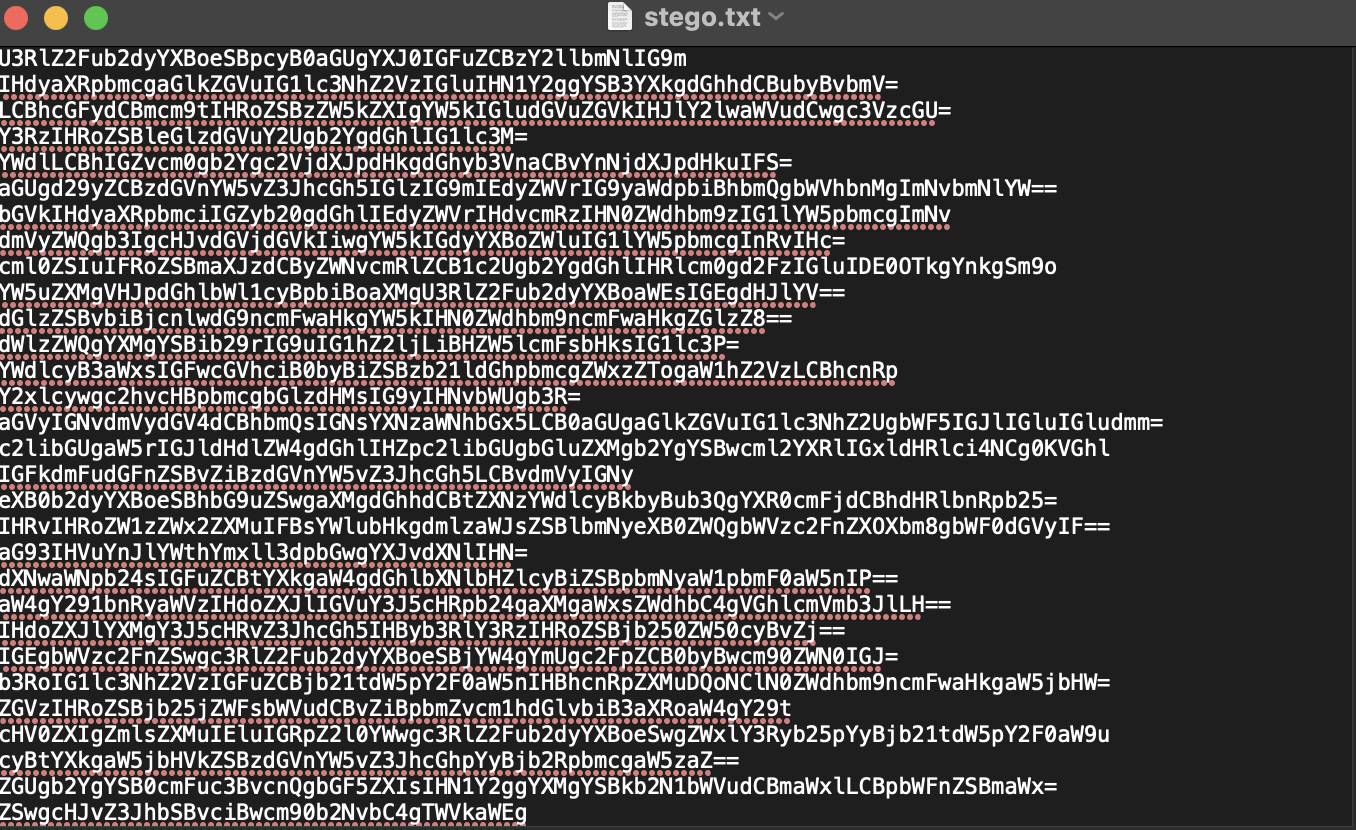 stego.txt
U3RlZ2Fub2dyYXBoeSBpcyB0aGUgYXJ0IGFuZCBzY2llbmNlIG9m
IHdyaXRpbmcgaGlkZGVuIG1lc3NhZ2VzIGluIHN1Y2ggYSB3YXkgdGhhdCBubyBvbmV=
LCBhcGFydCBmcm9tIHRoZSBzZW5kZXIgYW5kIGludGVuZGVkIHJlY2lwaWVudCwgc3VzcGU=
Y3RzIHRoZSBleGlzdGVuY2Ugb2YgdGhlIG1lc3M=
YWdlLCBhIGZvcm0gb2Ygc2VjdXJpdHkgdGhyb3VnaCBvYnNjdXJpdHkuIFS=
aGUgd29yZCBzdGVnYW5vZ3JhcGh5IGlzIG9mIEdyZWVrIG9yaWdpbiBhbmQgbWVhbnMgImNvbmNlYW==
bGVkIHdyaXRpbmciIGZyb20gdGhlIEdyZWVrIHdvcmRzIHN0ZWdhbm9zIG1lYW5pbmcgImNv
dmVyZWQgb3IgcHJvdGVjdGVkIiwgYW5kIGdyYXBoZWluIG1lYW5pbmcgInRvIHc=
cml0ZSIuIFRoZSBmaXJzdCByZWNvcmRlZCB1c2Ugb2YgdGhlIHRlcm0gd2FzIGluIDE0OTkgYnkgSm9o
YW5uZXMgVHJpdGhlbWl1cyBpbiBoaXMgU3RlZ2Fub2dyYXBoaWEsIGEgdHJlYV==
dGlzZSBvbiBjcnlwdG9ncmFwaHkgYW5kIHN0ZWdhbm9ncmFwaHkgZGlzZ8==
dWlzZWQgYXMgYSBib29rIG9uIG1hZ2ljLiBHZW5lcmFsbHksIG1lc3P=
YWdlcyB3aWxsIGFwcGVhciB0byBiZSBzb21ldGhpbmcgZWxzZTogaW1hZ2VzLCBhcnRp
Y2xlcywgc2hvcHBpbmcgbGlzdHMsIG9yIHNvbWUgb3R=
aGVyIGNvdmVydGV4dCBhbmQsIGNsYXNzaWNhbGx5LCB0aGUgaGlkZGVuIG1lc3NhZ2UgbWF5IGJlIGluIGludmm=
c2libGUgaW5rIGJldHdlZW4gdGhlIHZpc2libGUgbGluZXMgb2YgYSBwcml2YXRlIGxldHRlci4NCg0KVGhl
IGFkdmFudGFnZSBvZiBzdGVnYW5vZ3JhcGh5LCBvdmVyIGNy
eXB0b2dyYXBoeSBhbG9uZSwgaXMgdGhhdCBtZXNzYWdlcyBkbyBub3QgYXR0cmFjdCBhdHRlbnRpb25=
IHRvIHRoZW1zZWx2ZXMuIFBsYWlubHkgdmlzaWJsZSBlbmNyeXB0ZWQgbWVzc2FnZXOXbm8gbWF0dGVyIF==
aG93IHVuYnJlYWthYmxll3dpbGwgYXJvdXNlIHN=
dXNwaWNpb24sIGFuZCBtYXkgaW4gdGhlbXNlbHZlcyBiZSBpbmNyaW1pbmF0aW5nIP==
aW4gY291bnRyaWVzIHdoZXJlIGVuY3J5cHRpb24gaXMgaWxsZWdhbC4gVGhlcmVmb3JlLH==
IHdoZXJlYXMgY3J5cHRvZ3JhcGh5IHByb3RlY3RzIHRoZSBjb250ZW50cyBvZj==
IGEgbWVzc2FnZSwgc3RlZ2Fub2dyYXBoeSBjYW4gYmUgc2FpZCB0byBwcm90ZWN0IGJ=
b3RoIG1lc3NhZ2VzIGFuZCBjb21tdW5pY2F0aW5nIHBhcnRpZXMuDQoNClN0ZWdhbm9ncmFwaHkgaW5jbHW=
ZGVzIHRoZSBjb25jZWFsbWVudCBvZiBpbmZvcm1hdGlvbiB3aXRoaW4gY29t
cHV0ZXIgZmlsZXMuIEluIGRpZ2l0YWwgc3RlZ2Fub2dyYXBoeSwgZWxlY3Ryb25pYyBjb21tdW5pY2F0aW9u
cyBtYXkgaW5jbHVkZSBzdGVnYW5vZ3JhcGhpYyBjb2RpbmcgaW5zaZ==
ZGUgb2YgYSB0cmFuc3BvcnQgbGF5ZXIsIHN1Y2ggYXMgYSBkb2N1bWVudCBmaWxlLCBpbWFnZSBmaWx=
ZSwgcHJvZ3JhbSBvciBwcm90b2NvbC4gTWVkaWEg